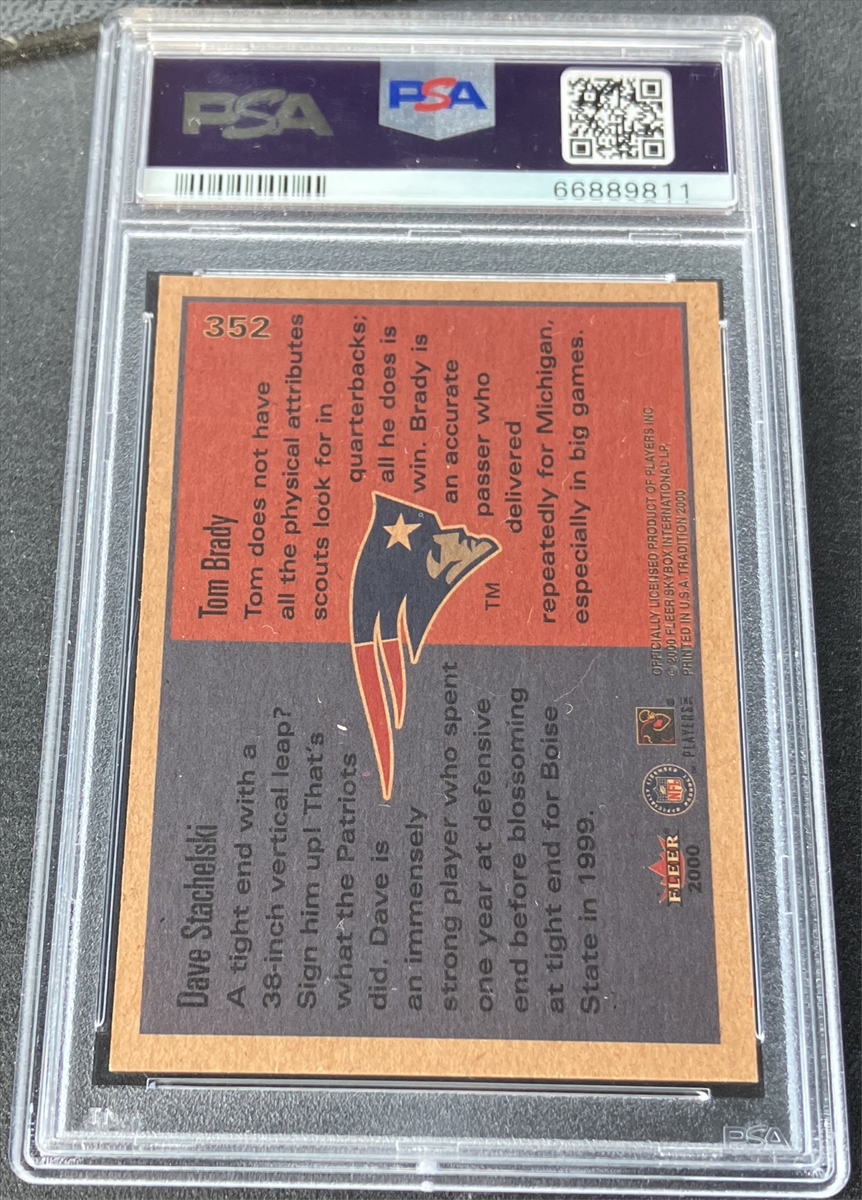 PSA
PSA
66889811
352
Dave Stachelski
A tight end with a
38-inch vertical leap?
Sign him up! That's
what the Patriots
did. Dave is
an immensely
strong player who spent
one year at defensive
end before blossoming
at tight end for Boise
State in 1999.
Tom Brady
Tom does not have
all the physical attributes
scouts look for in
quarterbacks;
all he does is
win. Brady is
an accurate
passer who
delivered
repeatedly for Michigan,
especially in big games.
TM
FLEER
2000
NFL
PLAYERS INC
OFFICIALLY LICENSED PRODUCT OF PLAYERS INC
© 2000 FLEER/SKYBOX INTERNATIONAL LP.
PRINTED IN U.S.A TRADITION 2000
PSA